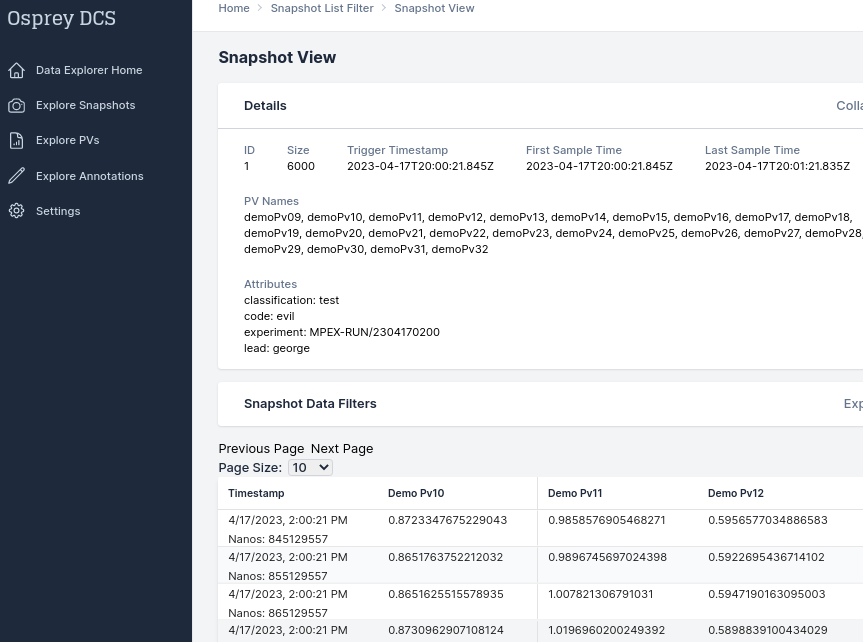 Osprey DCS
Home > Snapshot List Filter > Snapshot View
Data Explorer Home
Explore Snapshots
Explore PVs
Explore Annotations
Settings
Snapshot View
Details Colla
ID Size Trigger Timestamp First Sample Time Last Sample Time
1 6000 2023-04-17T20:00:21.845Z 2023-04-17T20:00:21.845Z 2023-04-17T20:01:21.835Z
PV Names
demoPv09, demoPv10, demoPv11, demoPv12, demoPv13, demoPv14, demoPv15, demoPv16, demoPv17, demoPv18,
demoPv19, demoPv20, demoPv21, demoPv22, demoPv23, demoPv24, demoPv25, demoPv26, demoPv27, demoPv28,
demoPv29, demoPv30, demoPv31, demoPv32
Attributes
classification: test
code: evil
experiment: MPEX-RUN/2304170200
lead: george
Snapshot Data Filters Exp
Previous Page Next Page
Page Size: 10
Timestamp Demo Pv10 Demo Pv11 Demo Pv12
4/17/2023, 2:00:21 PM 0.8723347675229043 0.9858576905468271 0.5956577034886583
Nanos: 845129557
4/17/2023, 2:00:21 PM 0.8651763752212032 0.9896745697024398 0.5922695436714102
Nanos: 855129557
4/17/2023, 2:00:21 PM 0.8651625515578935 1.007821306791031 0.5947190163095003
Nanos: 865129557
4/17/2023, 2:00:21 PM 0.8730962907108124 1.0196960200249392 0.5898839100434029